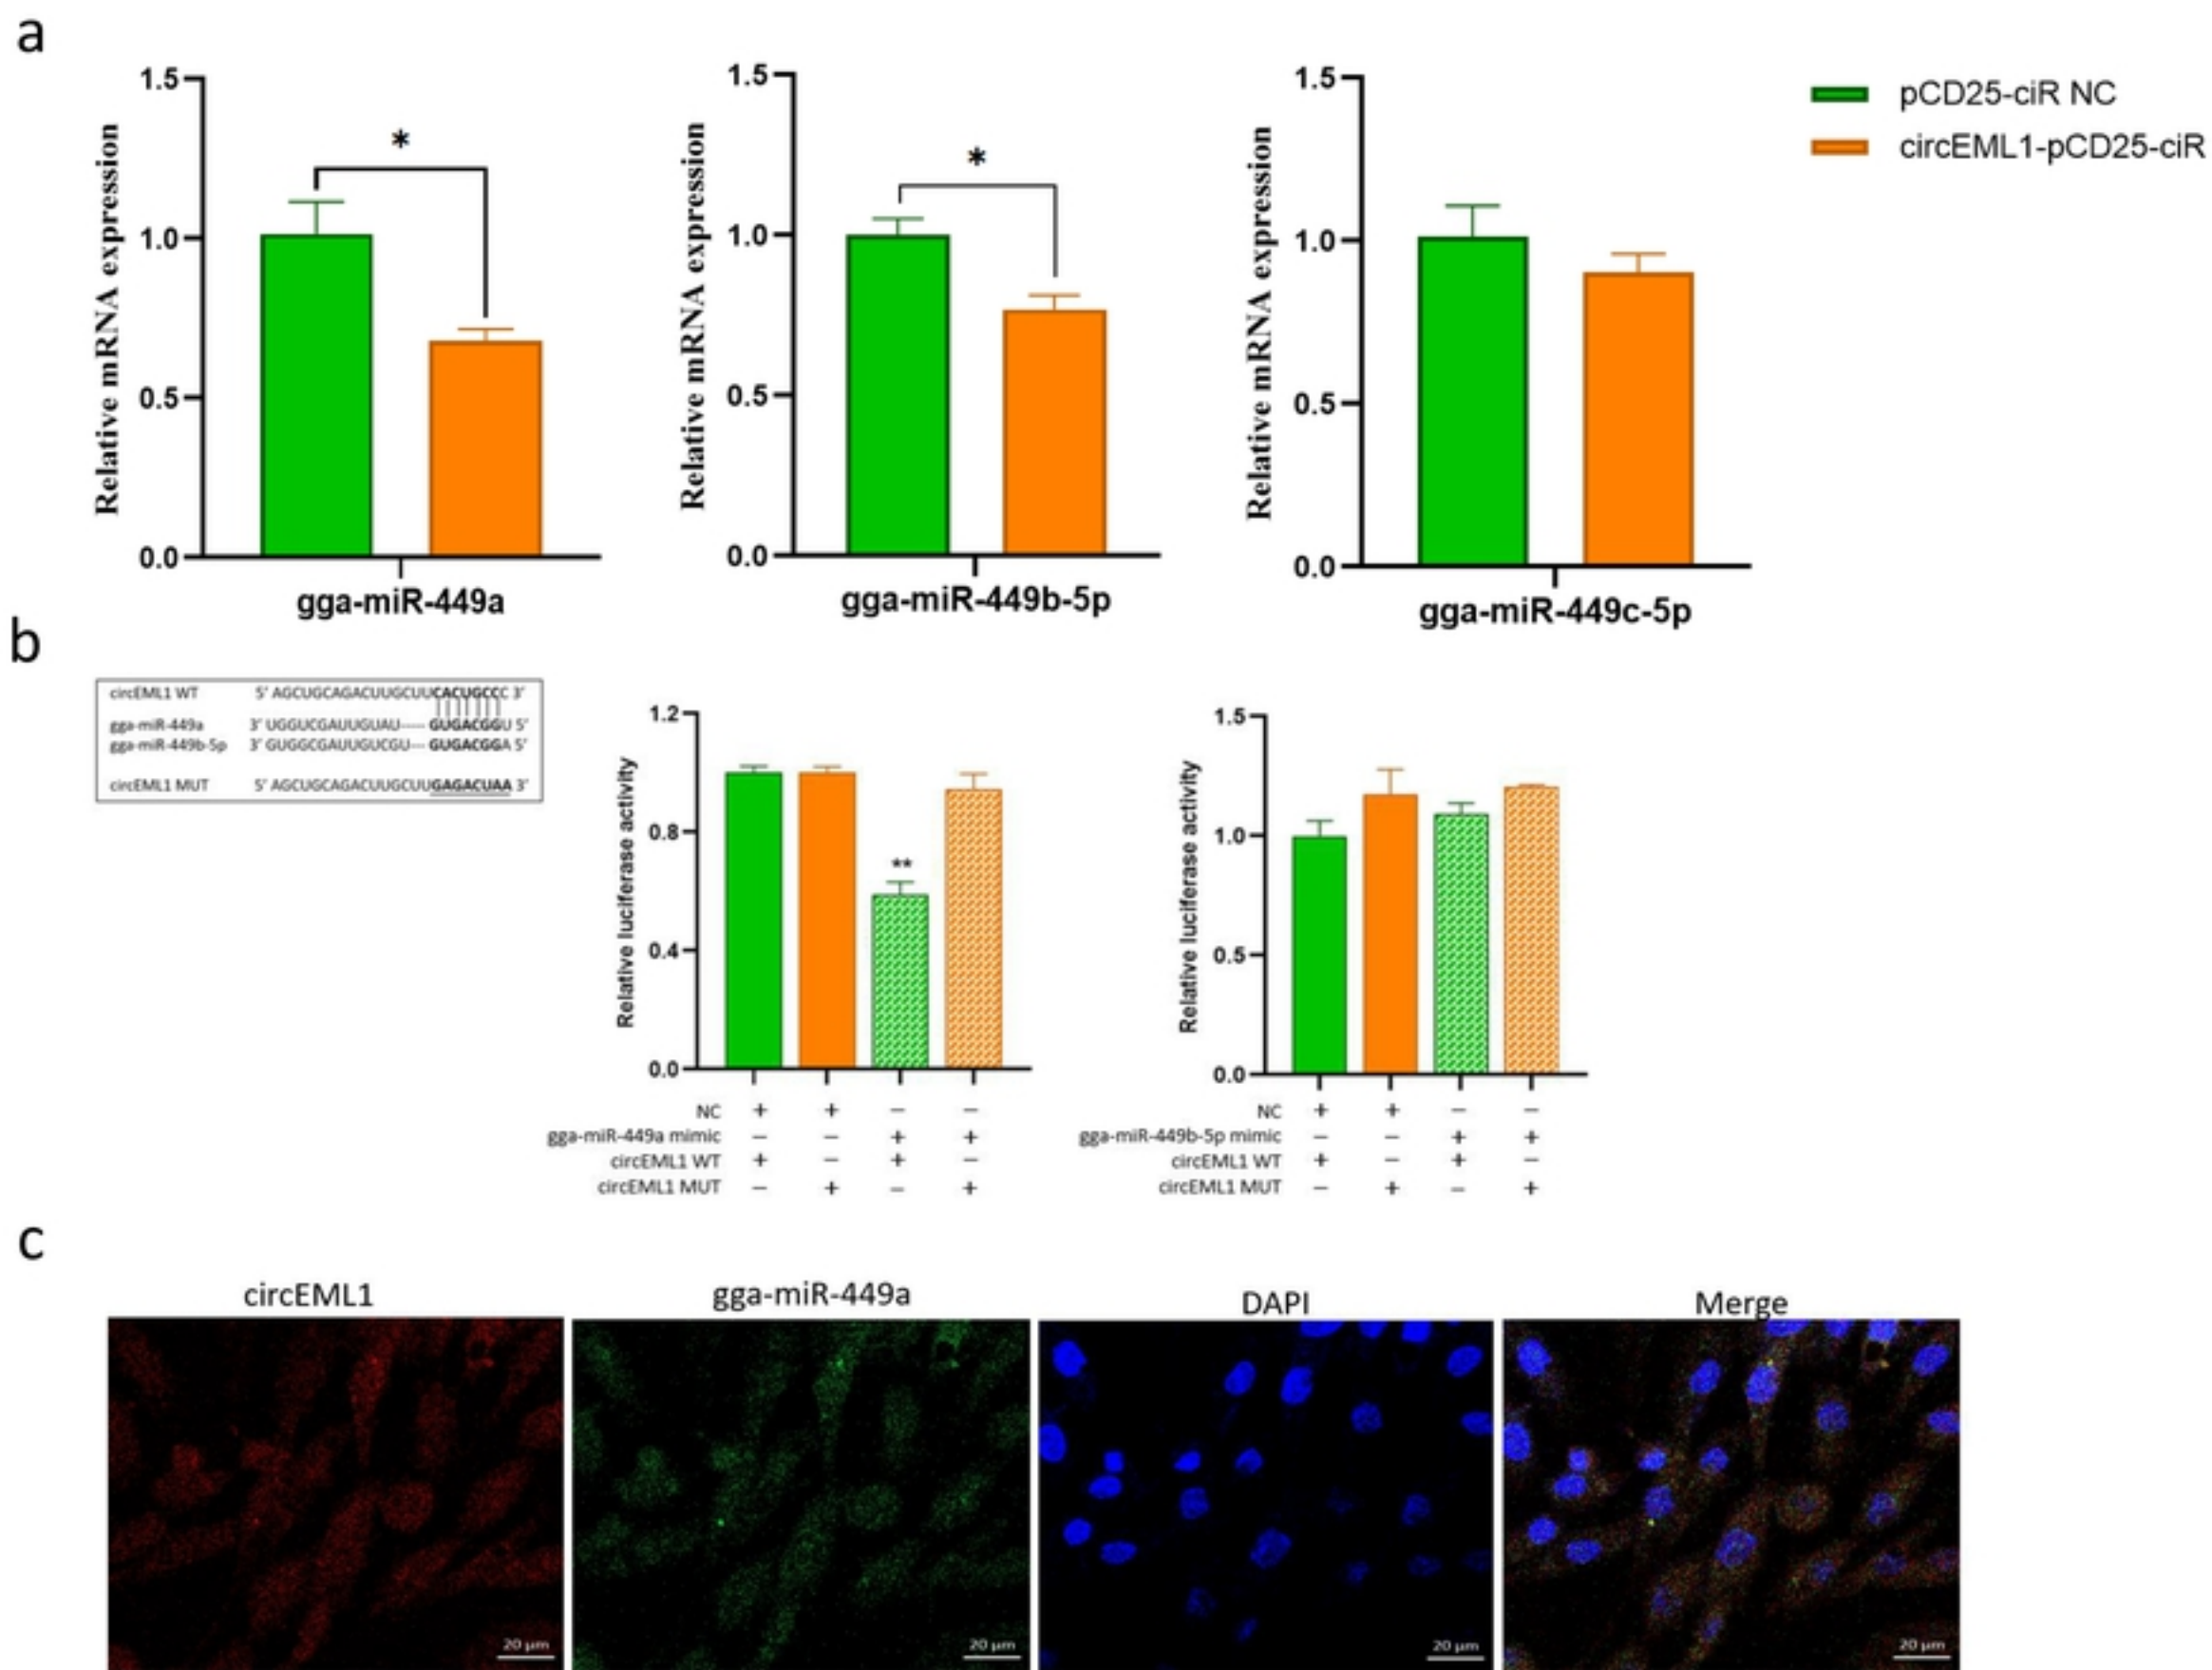 a
1.5
1.0
0.5
0.0
Relative mRNA expression
*
gga-miR-449a
1.5
1.0
0.5
0.0
Relative mRNA expression
*
gga-miR-449b-5p
1.5
1.0
0.5
0.0
Relative mRNA expression
gga-miR-449c-5p
pCD25-ciR NC
circEML1-pCD25-ciR
b
circEML1 WT 5' AGCUGCAGACUUGCUUCACUGCCC 3'
gga-miR-449a 3' UGGUCGAUUGUAU----- GUGACGGU 5'
gga-miR-449b-5p 3' GUGGCGAUUGUCGU--- GUGACGGA 5'
circEML1 MUT 5' AGCUGCAGACUUGCUUGAGACUAA 3'
1.2
0.8
0.4
0.0
Relative luciferase activity
**
NC + + − −
gga-miR-449a mimic − − + +
circEML1 WT + − + −
circEML1 MUT − + − +
1.5
1.0
0.5
0.0
Relative luciferase activity
NC + + − −
gga-miR-449b-5p mimic − − + +
circEML1 WT + − + −
circEML1 MUT − + − +
c
circEML1
gga-miR-449a
DAPI
Merge
20 μm
20 μm
20 μm
20 μm